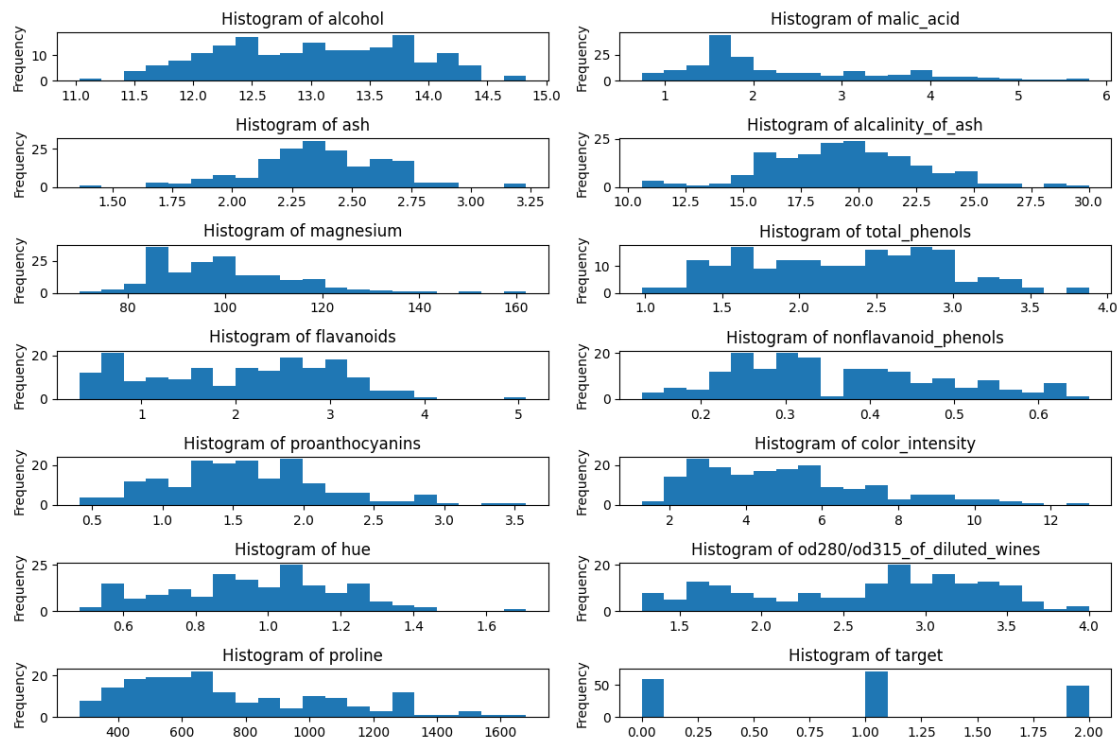 Histogram of alcohol
Frequency
10
0
11.0 11.5 12.0 12.5 13.0 13.5 14.0 14.5 15.0
Histogram of malic_acid
Frequency
25
0
1 2 3 4 5 6
Histogram of ash
Frequency
25
0
1.50 1.75 2.00 2.25 2.50 2.75 3.00 3.25
Histogram of alcalinity_of_ash
Frequency
25
0
10.0 12.5 15.0 17.5 20.0 22.5 25.0 27.5 30.0
Histogram of magnesium
Frequency
25
0
80 100 120 140 160
Histogram of total_phenols
Frequency
10
0
1.0 1.5 2.0 2.5 3.0 3.5 4.0
Histogram of flavanoids
Frequency
20
0
1 2 3 4 5
Histogram of nonflavanoid_phenols
Frequency
20
0
0.2 0.3 0.4 0.5 0.6
Histogram of proanthocyanins
Frequency
20
0
0.5 1.0 1.5 2.0 2.5 3.0 3.5
Histogram of color_intensity
Frequency
20
0
2 4 6 8 10 12
Histogram of hue
Frequency
25
0
0.6 0.8 1.0 1.2 1.4 1.6
Histogram of od280/od315_of_diluted_wines
Frequency
20
0
1.5 2.0 2.5 3.0 3.5 4.0
Histogram of proline
Frequency
20
0
400 600 800 1000 1200 1400 1600
Histogram of target
Frequency
50
0
0.00 0.25 0.50 0.75 1.00 1.25 1.50 1.75 2.00